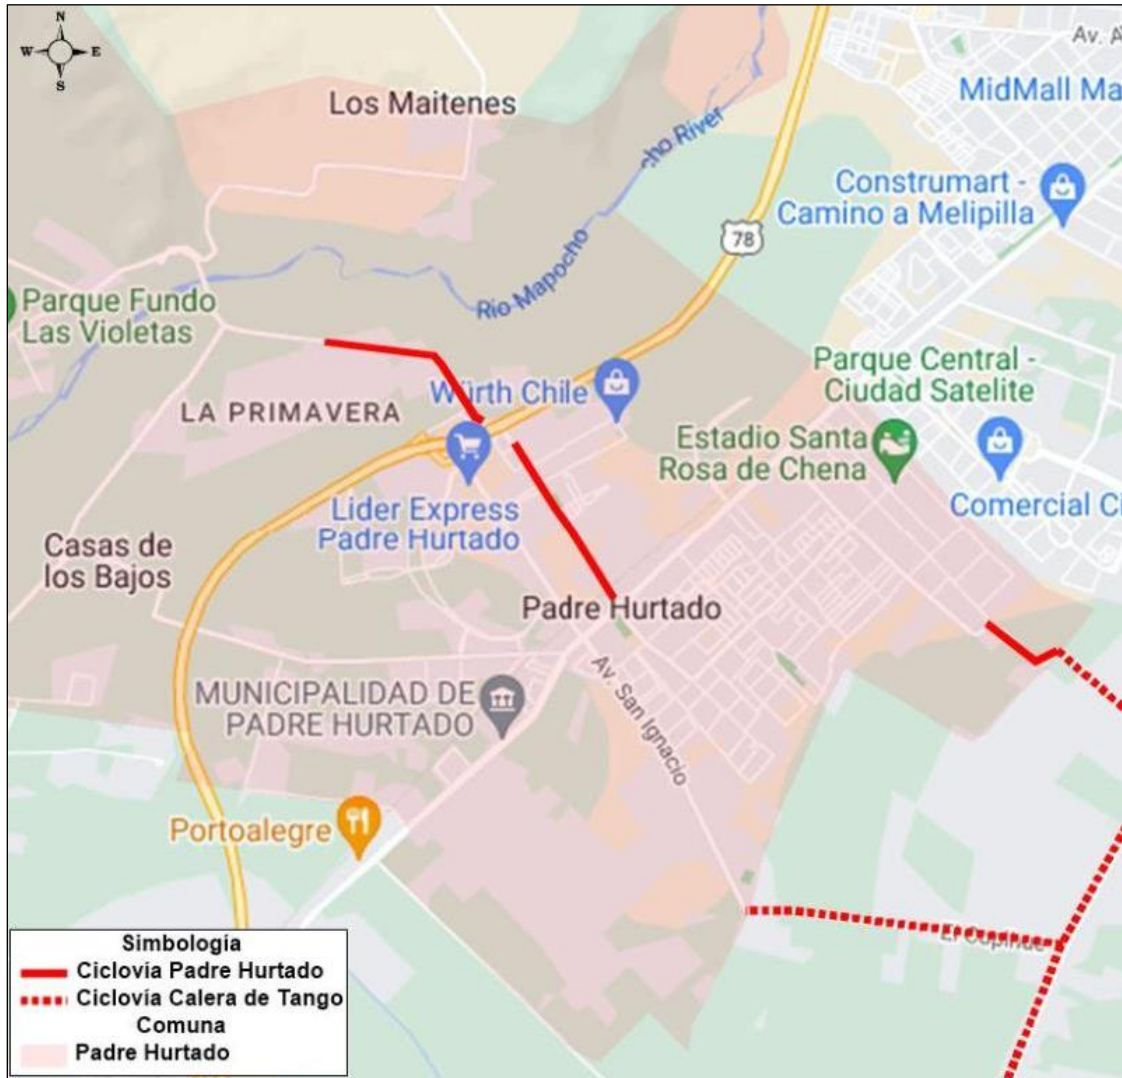 N
W E
S
Av. A
Los Maitenes
MidMall Ma
cho River
Construmart -
Camino a Melipilla
78
Río Mapocho
Parque Fundo
Las Violetas
Parque Central -
Ciudad Satelite
Würth Chile
LA PRIMAVERA
Estadio Santa
Rosa de Chena
Comercial Ci
Lider Express
Padre Hurtado
Casas de
los Bajos
Padre Hurtado
Av. San Ignacio
MUNICIPALIDAD DE
PADRE HURTADO
Portoalegre
Simbología
Ciclovía Padre Hurtado
Ciclovía Calera de Tango
Comuna
Padre Hurtado